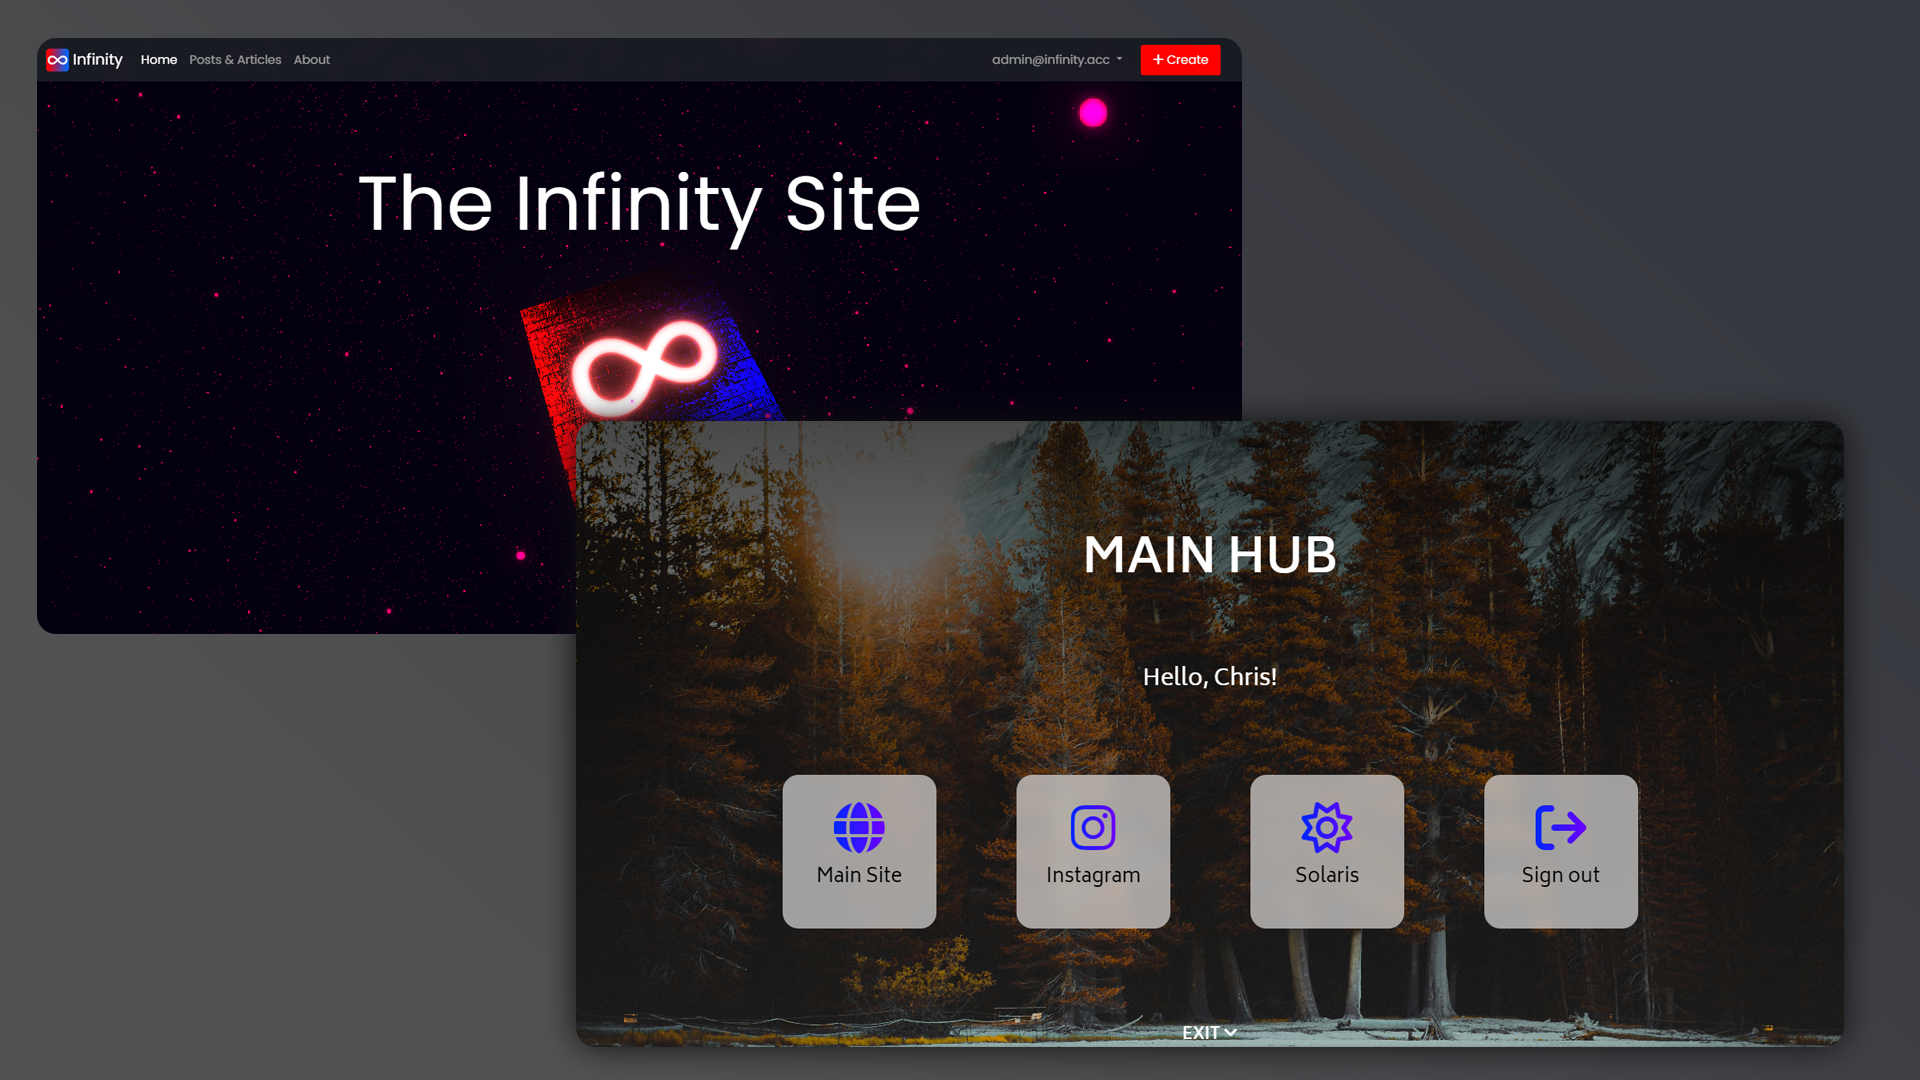 Infinity Home Posts & Articles About admin@infinity.acc + Create
The Infinity Site
MAIN HUB
Hello, Chris!
Main Site Instagram Solaris Sign out
EXIT